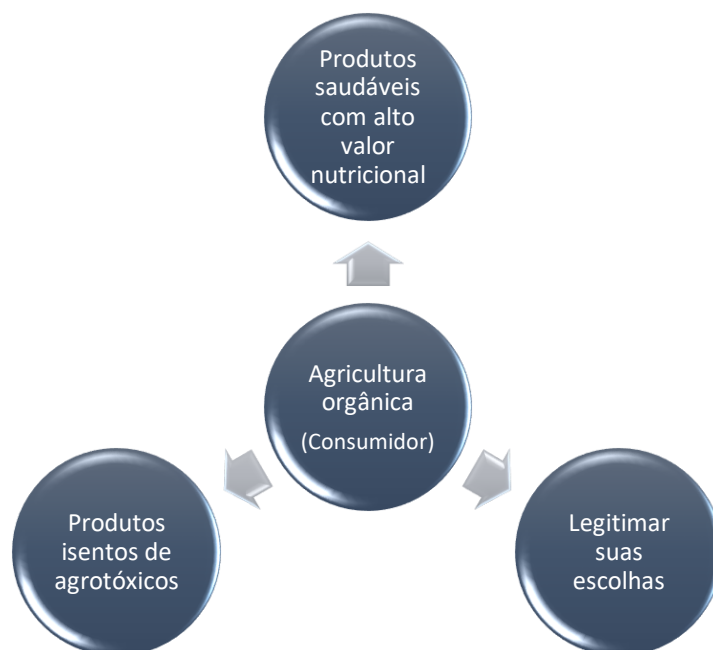 Produtos
saudáveis
com alto
valor
nutricional
Agricultura
orgânica
(Consumidor)
Produtos
isentos de
agrotóxicos
Legitimar
suas
escolhas